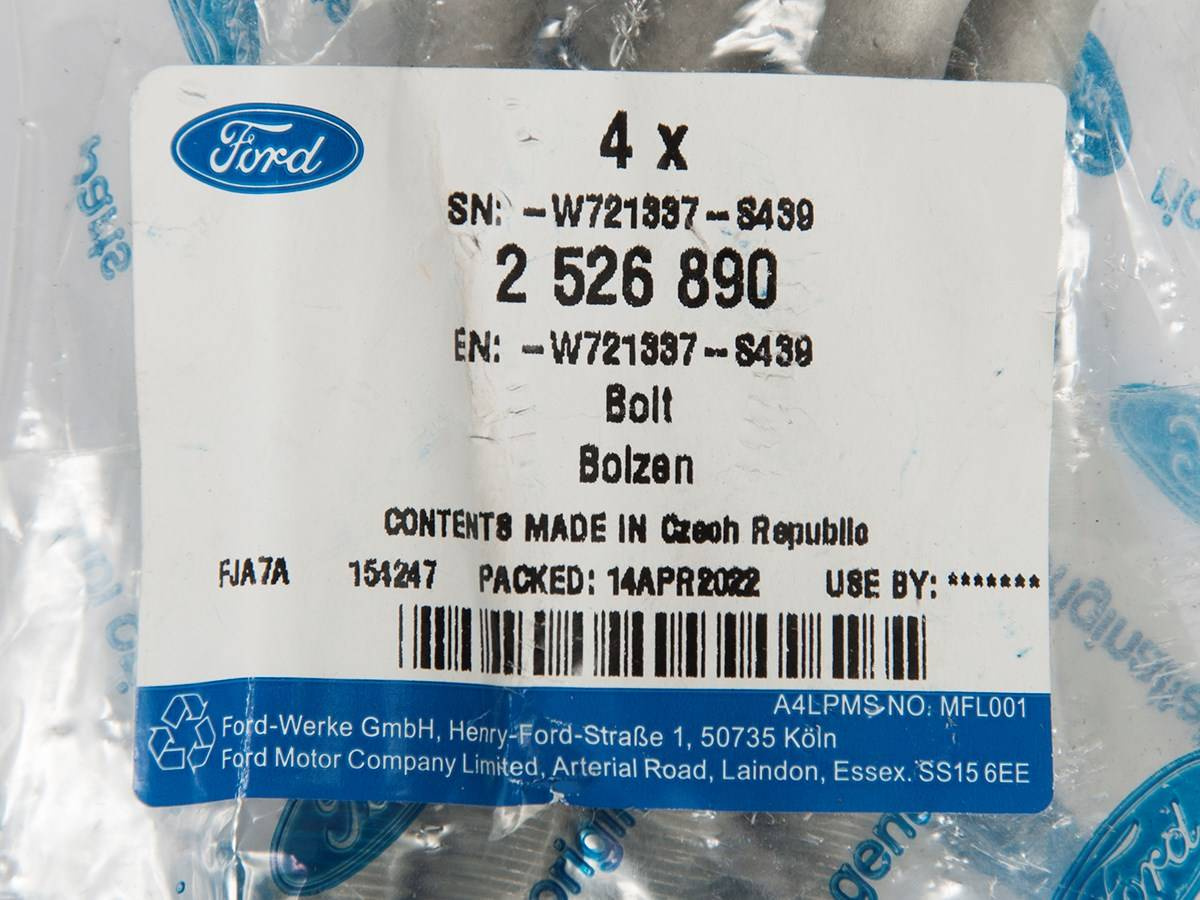 Ford
4 x
SN: -W721337-S439
2 526 890
EN: -W721337-S439
Bolt
Bolzen
CONTENTS MADE IN Czech Republic
FJA7A 154247 PACKED: 14APR2022 USE BY: *******
A4LPMS NO: MFL001
Ford-Werke GmbH, Henry-Ford-Straße 1, 50735 Köln
Ford Motor Company Limited, Arterial Road, Laindon, Essex. SS15 6EE
Ford
Ford